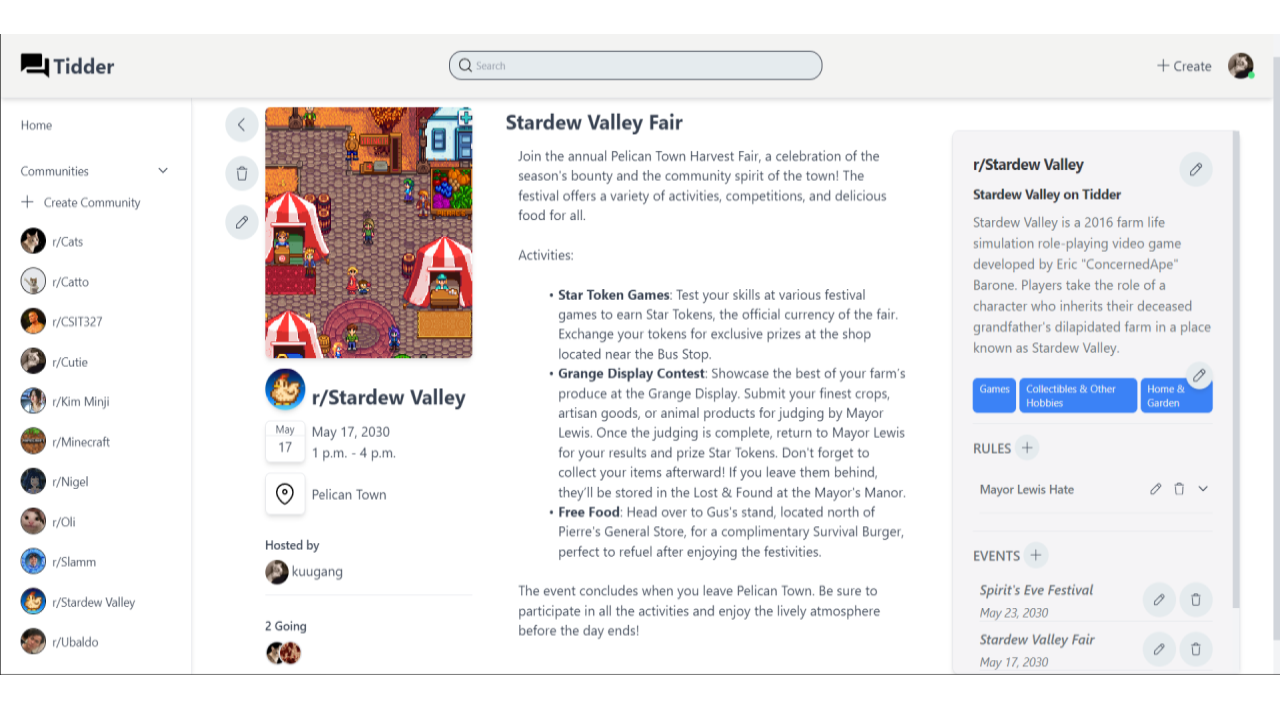 Tidder
Search
+ Create
Home
Communities
+ Create Community
r/Cats
r/Catto
r/CSIT327
r/Cutie
r/Kim Minji
r/Minecraft
r/Nigel
r/Oli
r/Slamm
r/Stardew Valley
r/Ubaldo
r/Stardew Valley
May
17
May 17, 2030
1 p.m. - 4 p.m.
Pelican Town
Hosted by
kuugang
2 Going
Stardew Valley Fair
Join the annual Pelican Town Harvest Fair, a celebration of the
season's bounty and the community spirit of the town! The
festival offers a variety of activities, competitions, and delicious
food for all.
Activities:
• Star Token Games: Test your skills at various festival
games to earn Star Tokens, the official currency of the fair.
Exchange your tokens for exclusive prizes at the shop
located near the Bus Stop.
• Grange Display Contest: Showcase the best of your farm's
produce at the Grange Display. Submit your finest crops,
artisan goods, or animal products for judging by Mayor
Lewis. Once the judging is complete, return to Mayor Lewis
for your results and prize Star Tokens. Don't forget to
collect your items afterward! If you leave them behind,
they'll be stored in the Lost & Found at the Mayor's Manor.
• Free Food: Head over to Gus's stand, located north of
Pierre's General Store, for a complimentary Survival Burger,
perfect to refuel after enjoying the festivities.
The event concludes when you leave Pelican Town. Be sure to
participate in all the activities and enjoy the lively atmosphere
before the day ends!
r/Stardew Valley
Stardew Valley on Tidder
Stardew Valley is a 2016 farm life
simulation role-playing video game
developed by Eric "ConcernedApe"
Barone. Players take the role of a
character who inherits their deceased
grandfather's dilapidated farm in a place
known as Stardew Valley.
Games
Collectibles & Other
Hobbies
Home &
Garden
RULES +
Mayor Lewis Hate
EVENTS +
Spirit's Eve Festival
May 23, 2030
Stardew Valley Fair
May 17, 2030